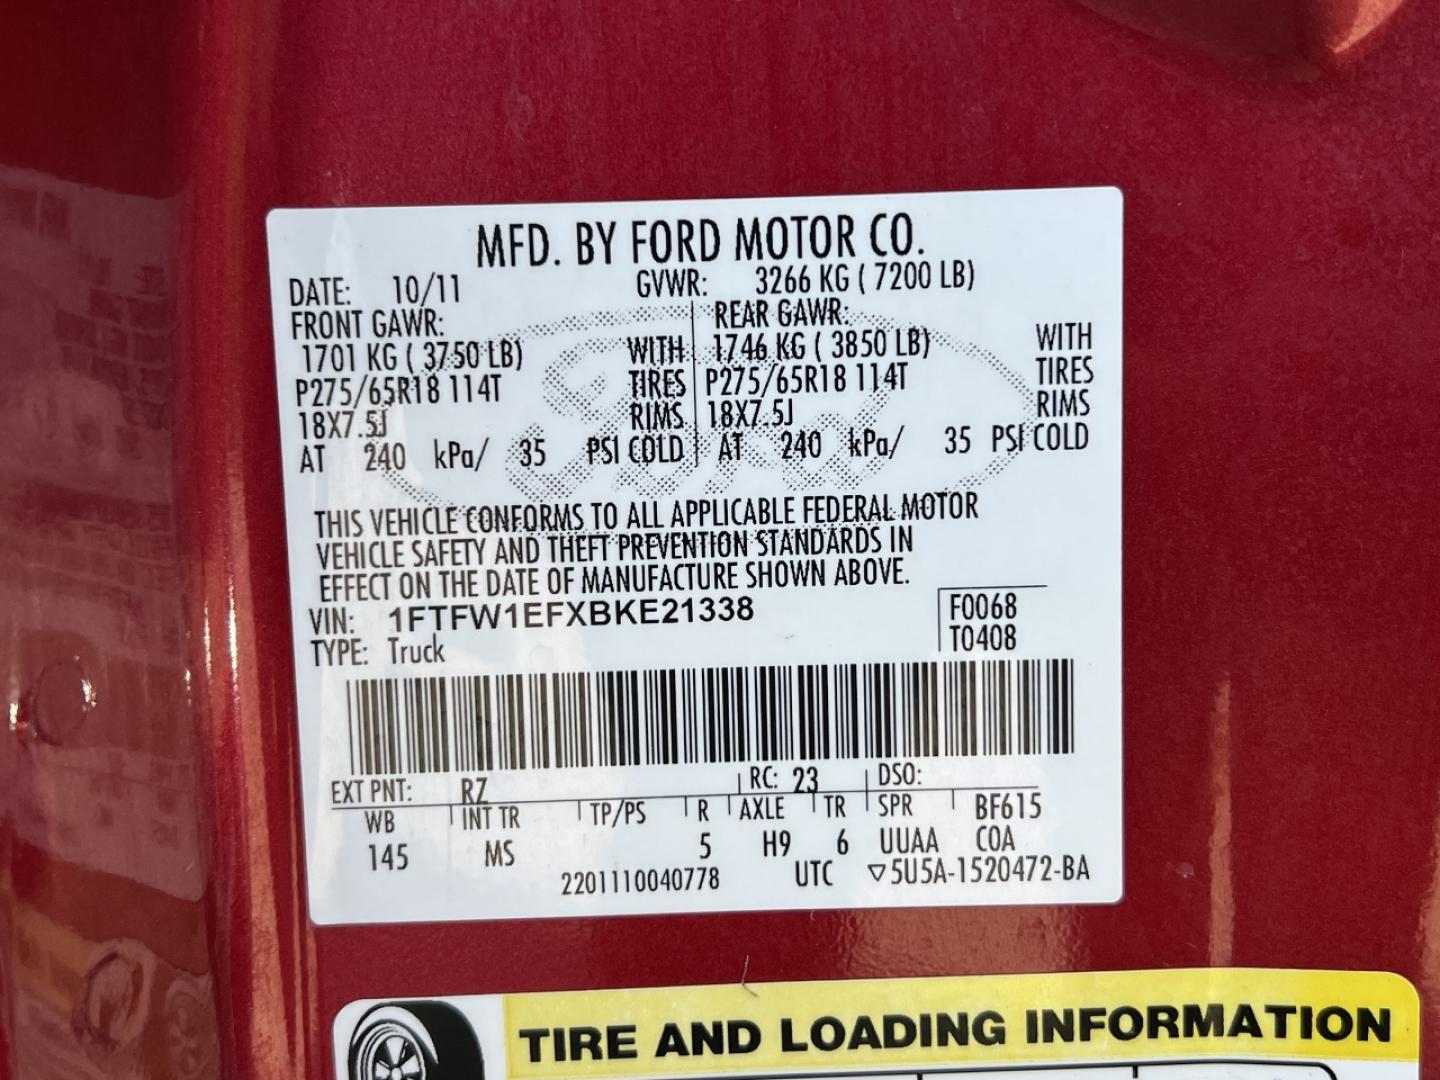 MFD. BY FORD MOTOR CO.
DATE: 10/11 GVWR: 3266 KG ( 7200 LB)
FRONT GAWR: REAR GAWR:
1701 KG ( 3750 LB) WITH 1746 KG ( 3850 LB) WITH
P275/65R18 114T TIRES P275/65R18 114T TIRES
18X7.5J RIMS 18X7.5J RIMS
AT 240 kPa/ 35 PSI COLD AT 240 kPa/ 35 PSI COLD
Ford
THIS VEHICLE CONFORMS TO ALL APPLICABLE FEDERAL MOTOR
VEHICLE SAFETY AND THEFT PREVENTION STANDARDS IN
EFFECT ON THE DATE OF MANUFACTURE SHOWN ABOVE.
VIN: 1FTFW1EFXBKE21338 F0068
TYPE: Truck T0408
EXT PNT: RZ RC: 23 DSO:
WB INT TR TP/PS R AXLE TR SPR BF615
145 MS 5 H9 6 UUAA COA
2201110040778 UTC ▽5U5A-1520472-BA
TIRE AND LOADING INFORMATION